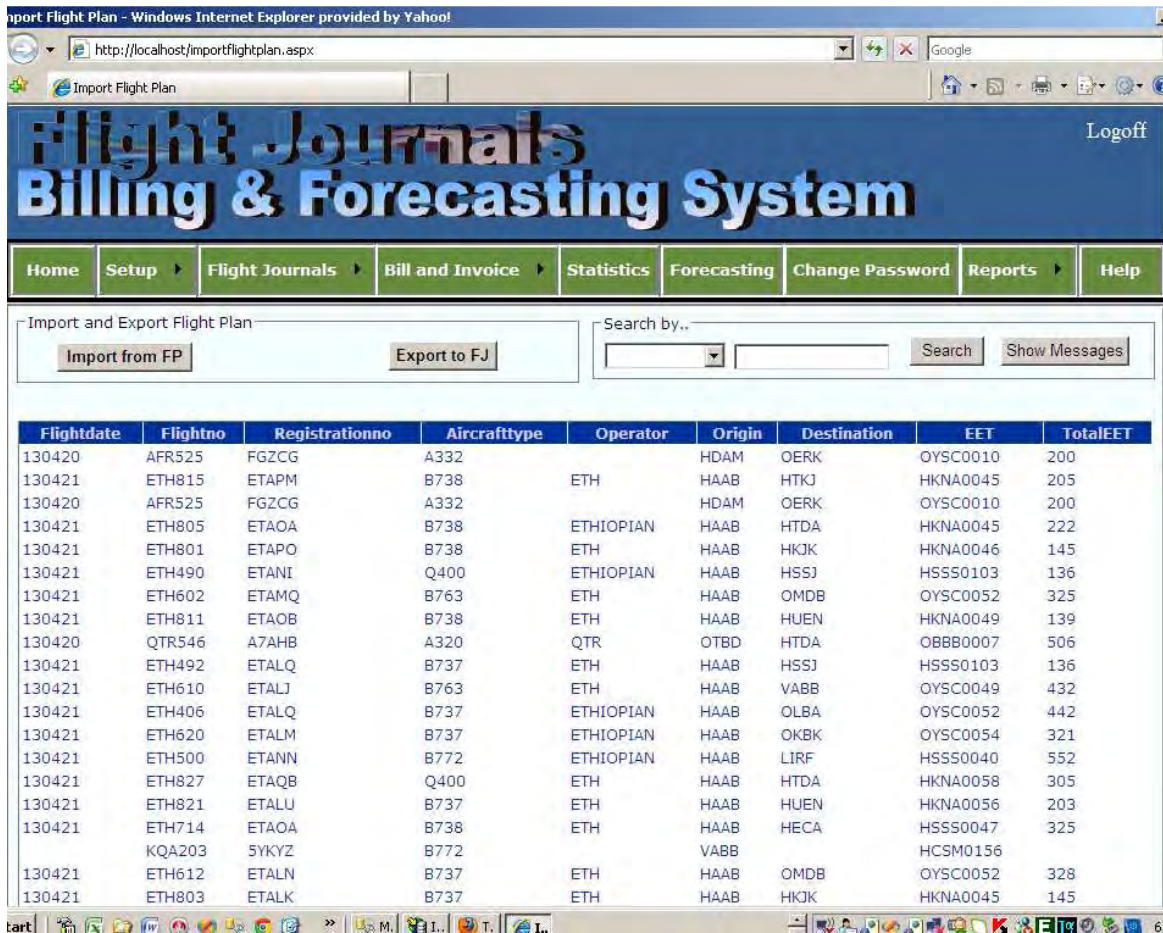 nport Flight Plan - Windows Internet Explorer provided by Yahoo!
http://localhost/importflightplan.aspx
Google
Import Flight Plan
Flight Journals
Logoff
Billing & Forecasting System
Home Setup Flight Journals Bill and Invoice Statistics Forecasting Change Password Reports Help
Import and Export Flight Plan
Search by..
Import from FP Export to FJ Search Show Messages
Flightdate Flightno Registrationno Aircrafttype Operator Origin Destination EET TotalEET
130420 AFR525 FGZCG A332 HDAM OERK OYSC0010 200
130421 ETH815 ETAPM B738 ETH HAAB HTKJ HKNA0045 205
130420 AFR525 FGZCG A332 HDAM OERK OYSC0010 200
130421 ETH805 ETAOA B738 ETHIOPIAN HAAB HTDA HKNA0045 222
130421 ETH801 ETAPO B738 ETH HAAB HKJK HKNA0046 145
130421 ETH490 ETANI Q400 ETHIOPIAN HAAB HSSJ HSSS0103 136
130421 ETH602 ETAMQ B763 ETH HAAB OMDB OYSC0052 325
130421 ETH811 ETAOB B738 ETH HAAB HUEN HKNA0049 139
130420 QTR546 A7AHB A320 QTR OTBD HTDA OBBB0007 506
130421 ETH492 ETALQ B737 ETH HAAB HSSJ HSSS0103 136
130421 ETH610 ETALJ B763 ETH HAAB VABB OYSC0049 432
130421 ETH406 ETALQ B737 ETHIOPIAN HAAB OLBA OYSC0052 442
130421 ETH620 ETALM B737 ETHIOPIAN HAAB OKBK OYSC0054 321
130421 ETH500 ETANN B772 ETHIOPIAN HAAB LIRF HSSS0040 552
130421 ETH827 ETAQB Q400 ETH HAAB HTDA HKNA0058 305
130421 ETH821 ETALU B737 ETH HAAB HUEN HKNA0056 203
130421 ETH714 ETAOA B738 ETH HAAB HECA HSSS0047 325
KQA203 5YKYZ B772 VABB HCSM0156
130421 ETH612 ETALN B737 ETH HAAB OMDB OYSC0052 328
130421 ETH803 ETALK B737 ETH HAAB HKJK HKNA0045 145
tart M. I.. T. I.. 6